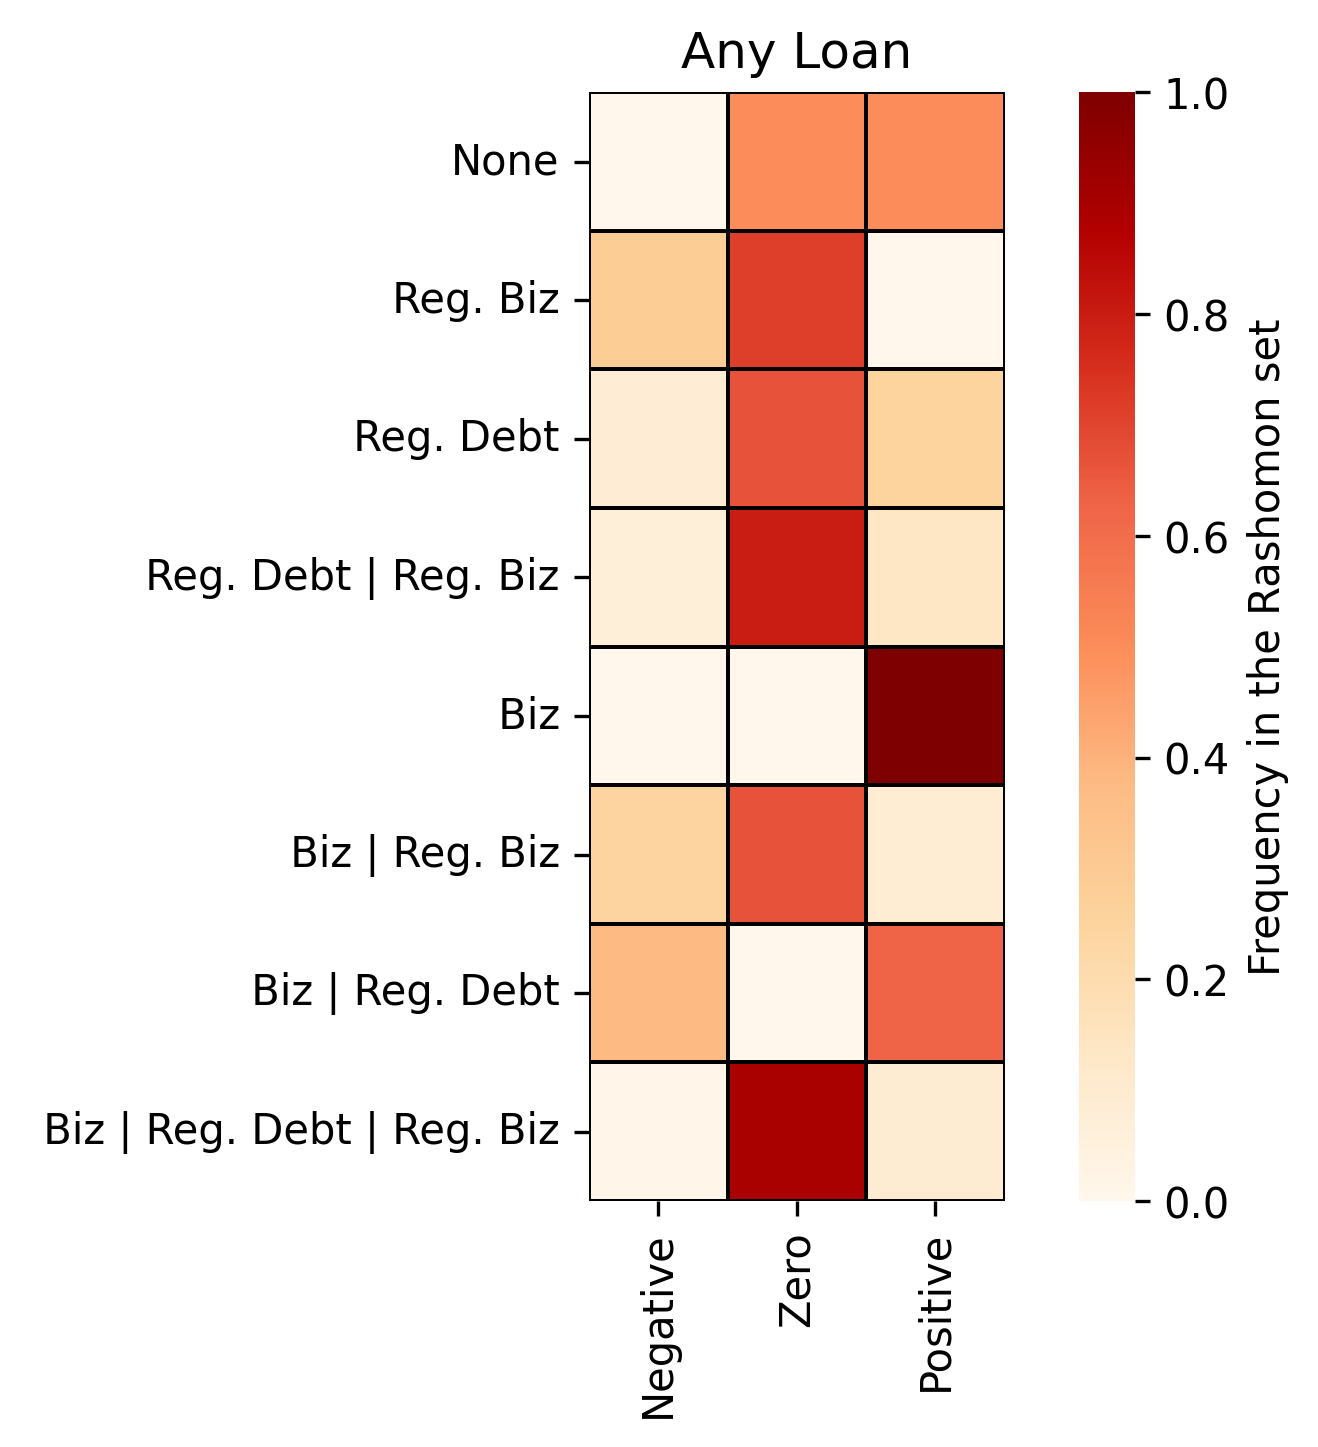 Any Loan
None
Reg. Biz
Reg. Debt
Reg. Debt | Reg. Biz
Biz
Biz | Reg. Biz
Biz | Reg. Debt
Biz | Reg. Debt | Reg. Biz
Negative
Zero
Positive
1.0
0.8
0.6
0.4
0.2
0.0
Frequency in the Rashomon set